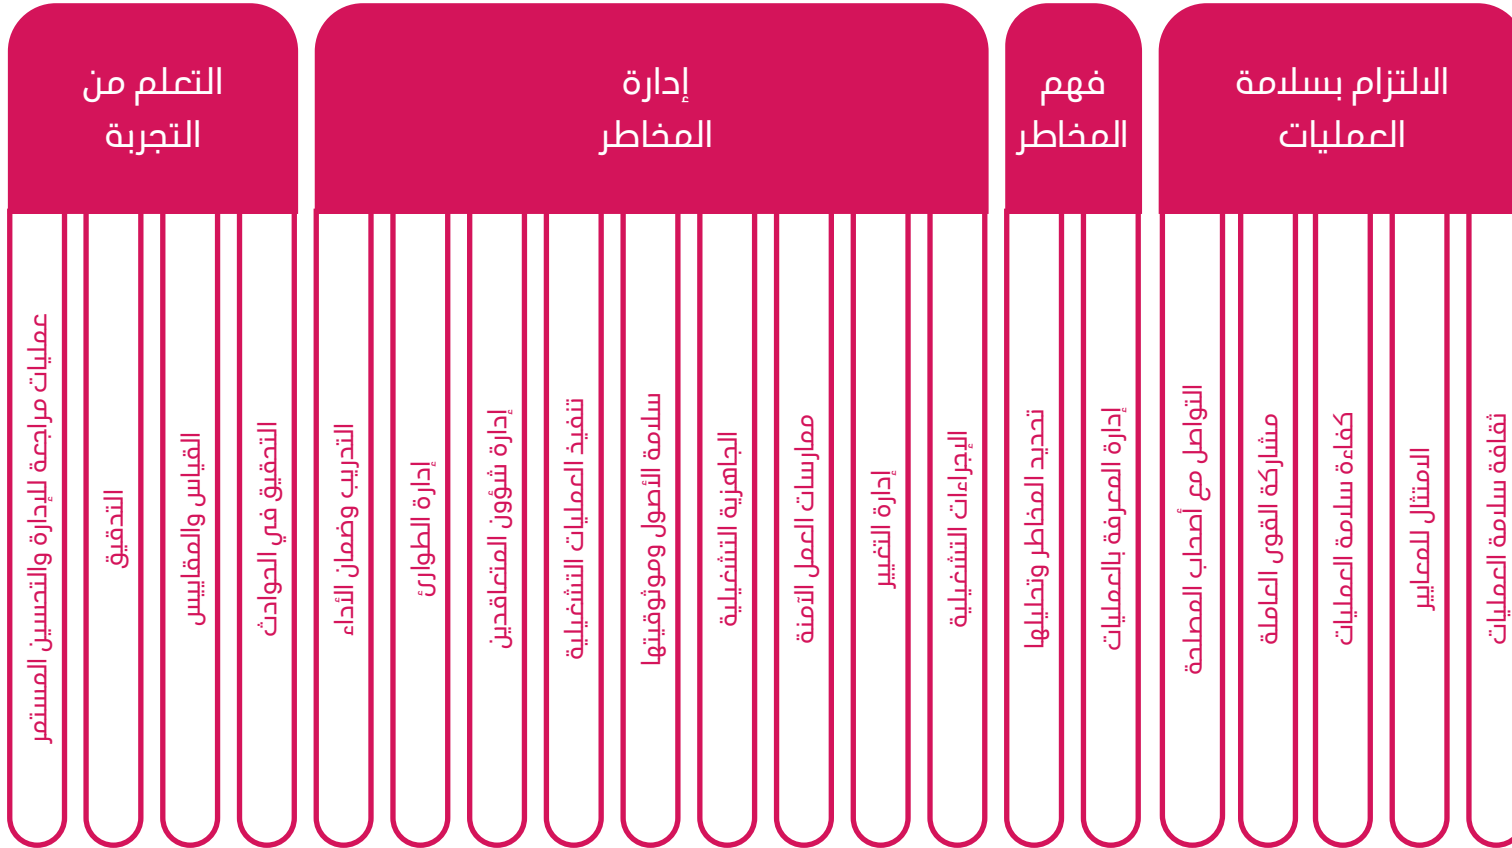 الالتزام بسلامة
العمليات
ثقافة سلامة العمليات
الامتثال للمعايير
كفاءة سلامة العمليات
مشاركة القوى العاملة
التواصل مع أصحاب المصلحة
فهم
المخاطر
إدارة المعرفة بالعمليات
تحديد المخاطر وتحليلها
إدارة
المخاطر
الإجراءات التشغيلية
إدارة التغيير
ممارسات العمل الآمنة
الجاهزية التشغيلية
سلامة الأصول وموثوقيتها
تنفيذ العمليات التشغيلية
إدارة شؤون المتعاقدين
إدارة الطوارئ
التدريب وضمان الأداء
التعلم من
التجربة
التحقيق في الحوادث
القياس والمقاييس
التدقيق
عمليات مراجعة للإدارة والتحسين المستمر